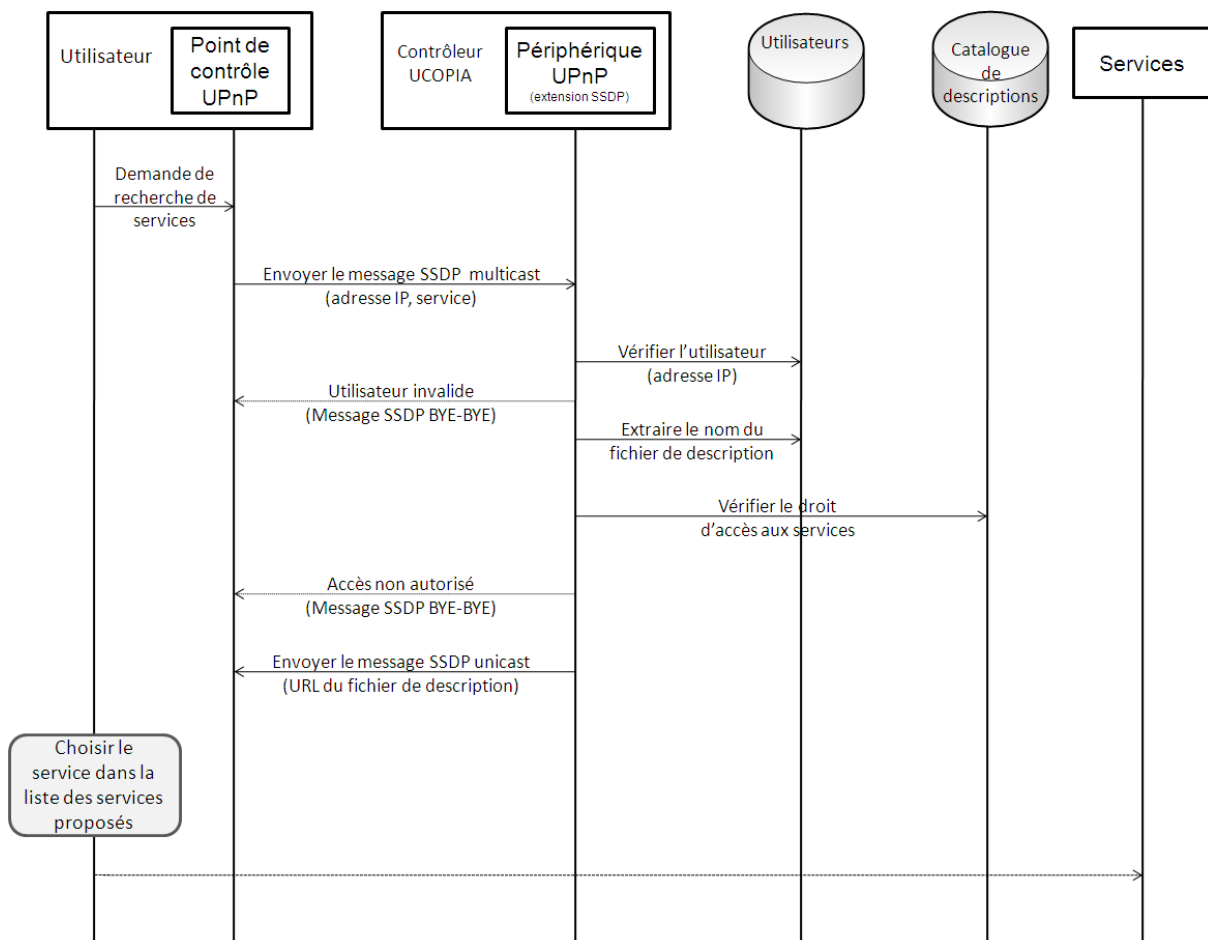 Utilisateur
Point de
contrôle
UPnP
Contrôleur
UCOPIA
Périphérique
UPnP
(extension SSDP)
Utilisateurs
Catalogue
de
descriptions
Services
Demande de
recherche de
services
Envoyer le message SSDP multicast
(adresse IP, service)
Vérifier l’utilisateur
(adresse IP)
Utilisateur invalide
(Message SSDP BYE-BYE)
Extraire le nom du
fichier de description
Vérifier le droit
d’accès aux services
Accès non autorisé
(Message SSDP BYE-BYE)
Envoyer le message SSDP unicast
(URL du fichier de description)
Choisir le
service dans la
liste des services
proposés